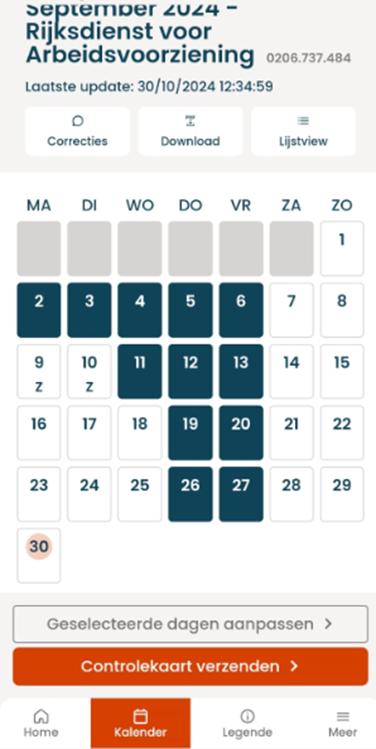 September 2024 -
Rijksdienst voor
Arbeidsvoorziening 0206.737.484
Laatste update: 30/10/2024 12:34:59
Correcties Download Lijstview
MA DI WO DO VR ZA ZO
1
2 3 4 5 6 7 8
9 10 11 12 13 14 15
z z
16 17 18 19 20 21 22
23 24 25 26 27 28 29
30
Geselecteerde dagen aanpassen
Controlekaart verzenden
Home Kalender Legende Meer